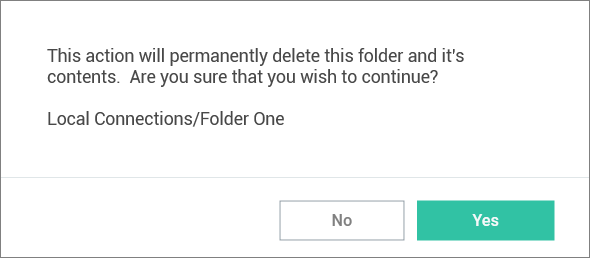 This action will permanently delete this folder and it's
contents.  Are you sure that you wish to continue?
Local Connections/Folder One
No
Yes